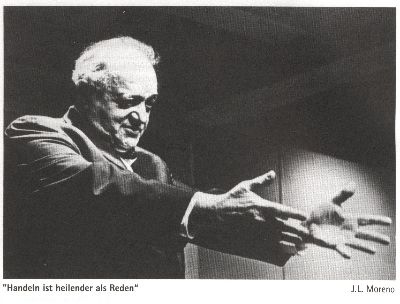 "Handeln ist heilender als Reden"
J.L. Moreno